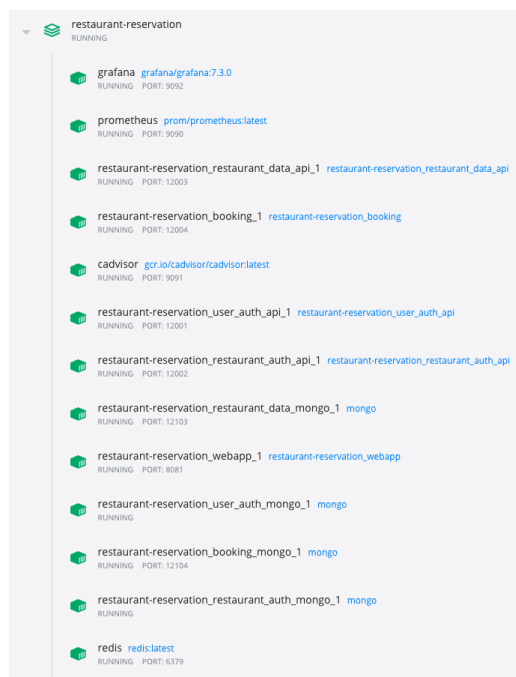 restaurant-reservation
RUNNING
grafana grafana/grafana:7.3.0
RUNNING PORT: 9092
prometheus prom/prometheus:latest
RUNNING PORT: 9090
restaurant-reservation_restaurant_data_api_1 restaurant-reservation_restaurant_data_api
RUNNING PORT: 12003
restaurant-reservation_booking_1 restaurant-reservation_booking
RUNNING PORT: 12004
cadvisor gcr.io/cadvisor/cadvisor:latest
RUNNING PORT: 9091
restaurant-reservation_user_auth_api_1 restaurant-reservation_user_auth_api
RUNNING PORT: 12001
restaurant-reservation_restaurant_auth_api_1 restaurant-reservation_restaurant_auth_api
RUNNING PORT: 12002
restaurant-reservation_restaurant_data_mongo_1 mongo
RUNNING PORT: 12103
restaurant-reservation_webapp_1 restaurant-reservation_webapp
RUNNING PORT: 8081
restaurant-reservation_user_auth_mongo_1 mongo
RUNNING
restaurant-reservation_booking_mongo_1 mongo
RUNNING PORT: 12104
restaurant-reservation_restaurant_auth_mongo_1 mongo
RUNNING
redis redis:latest
RUNNING PORT: 6379